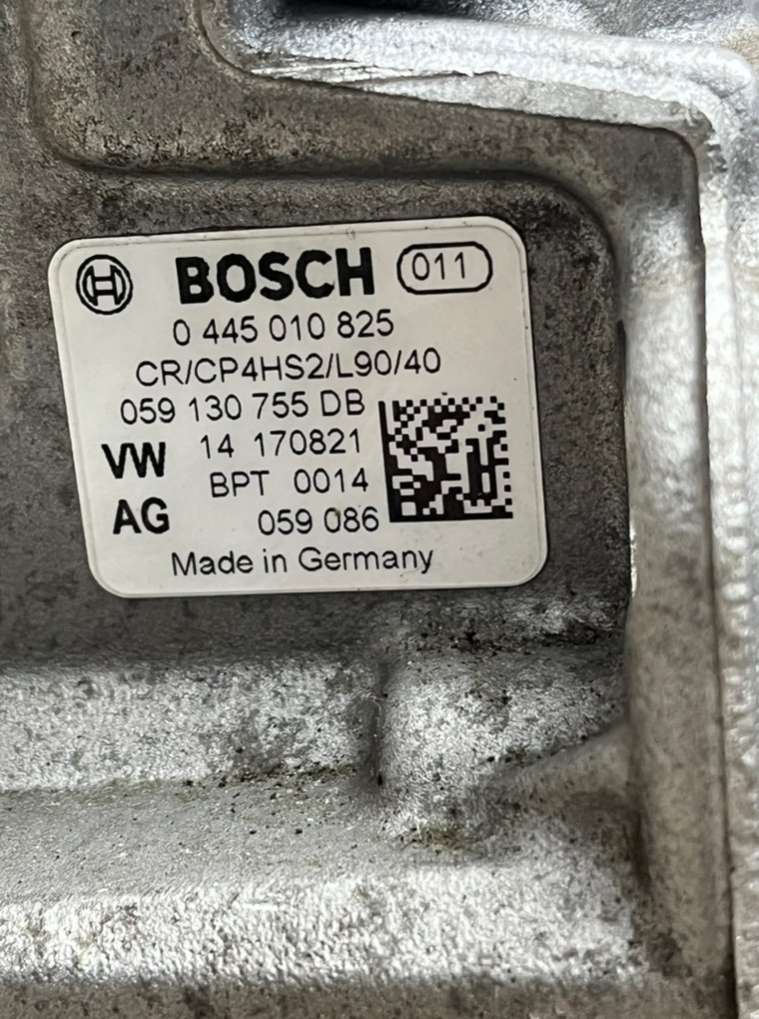 BOSCH 011
0 445 010 825
CR/CP4HS2/L90/40
059 130 755 DB
VW 14 170821
BPT 0014
AG 059 086
Made in Germany